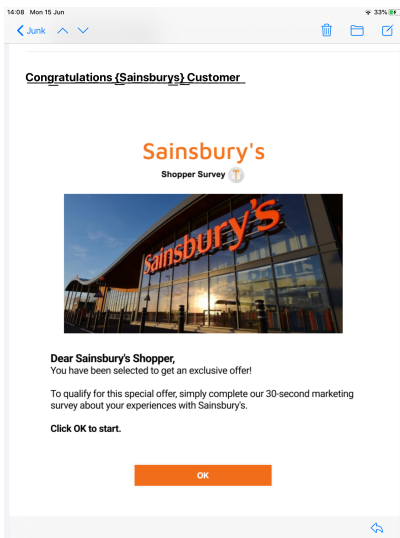 14:08 Mon 15 Jun 33%
Junk
Congratulations {Sainsburys} Customer
Sainsbury's
Shopper Survey
Sainsbury's
Dear Sainsbury's Shopper,
You have been selected to get an exclusive offer!
To qualify for this special offer, simply complete our 30-second marketing
survey about your experiences with Sainsbury's.
Click OK to start.
OK